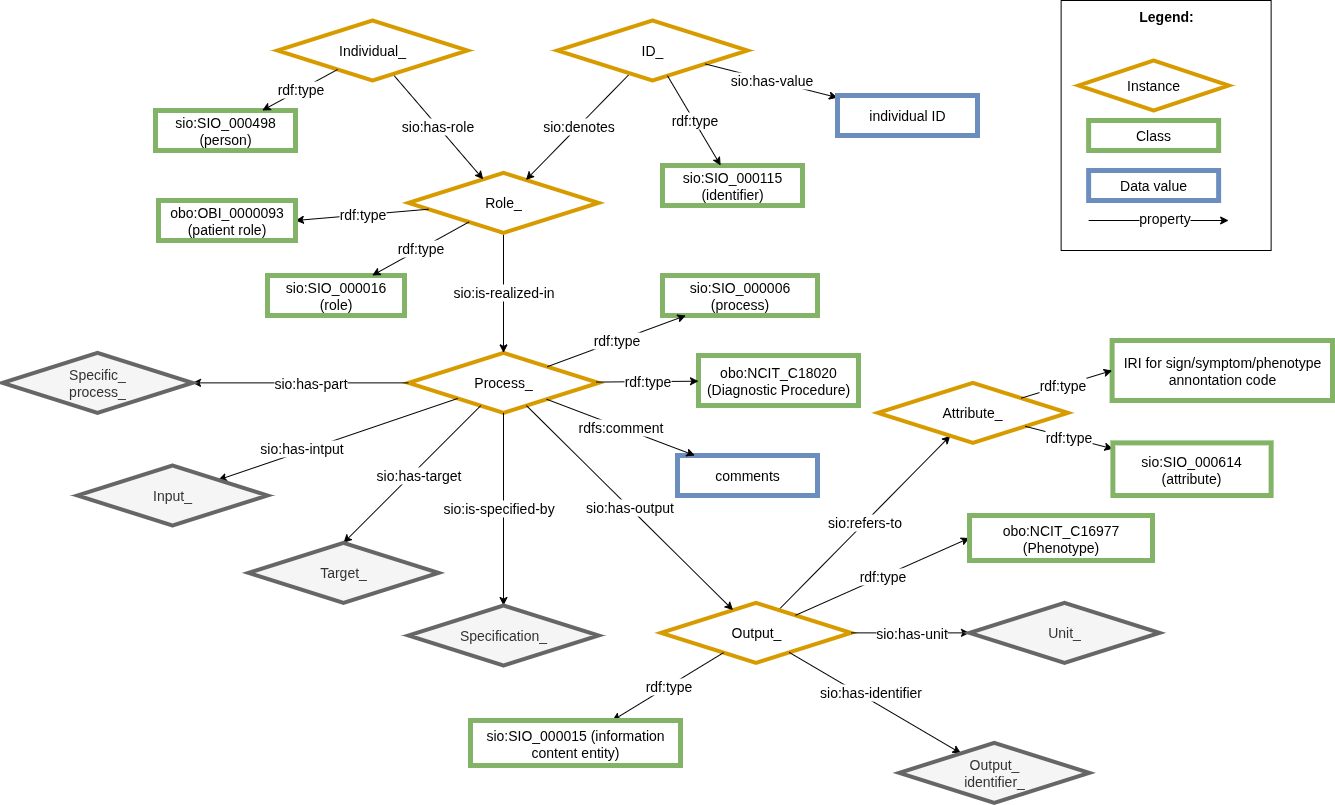 Legend:
Individual_
ID_
rdf:type
sio:has-value
Instance
individual ID
sio:SIO_000498
(person)
sio:has-role
sio:denotes
rdf:type
Class
sio:SIO_000115
(identifier)
Data value
Role_
obo:OBI_0000093
(patient role)
rdf:type
property
rdf:type
sio:SIO_000016
(role)
sio:is-realized-in
sio:SIO_000006
(process)
rdf:type
Specific_
process_
sio:has-part
Process_
rdf:type
obo:NCIT_C18020
(Diagnostic Procedure)
IRI for sign/symptom/phenotype
annontation code
rdf:type
Attribute_
rdfs:comment
rdf:type
sio:has-intput
sio:SIO_000614
(attribute)
sio:has-target
comments
Input_
sio:is-specified-by
sio:has-output
sio:refers-to
obo:NCIT_C16977
(Phenotype)
Target_
rdf:type
Specification_
Output_
sio:has-unit
Unit_
rdf:type
sio:has-identifier
sio:SIO_000015 (information
content entity)
Output_
identifier_